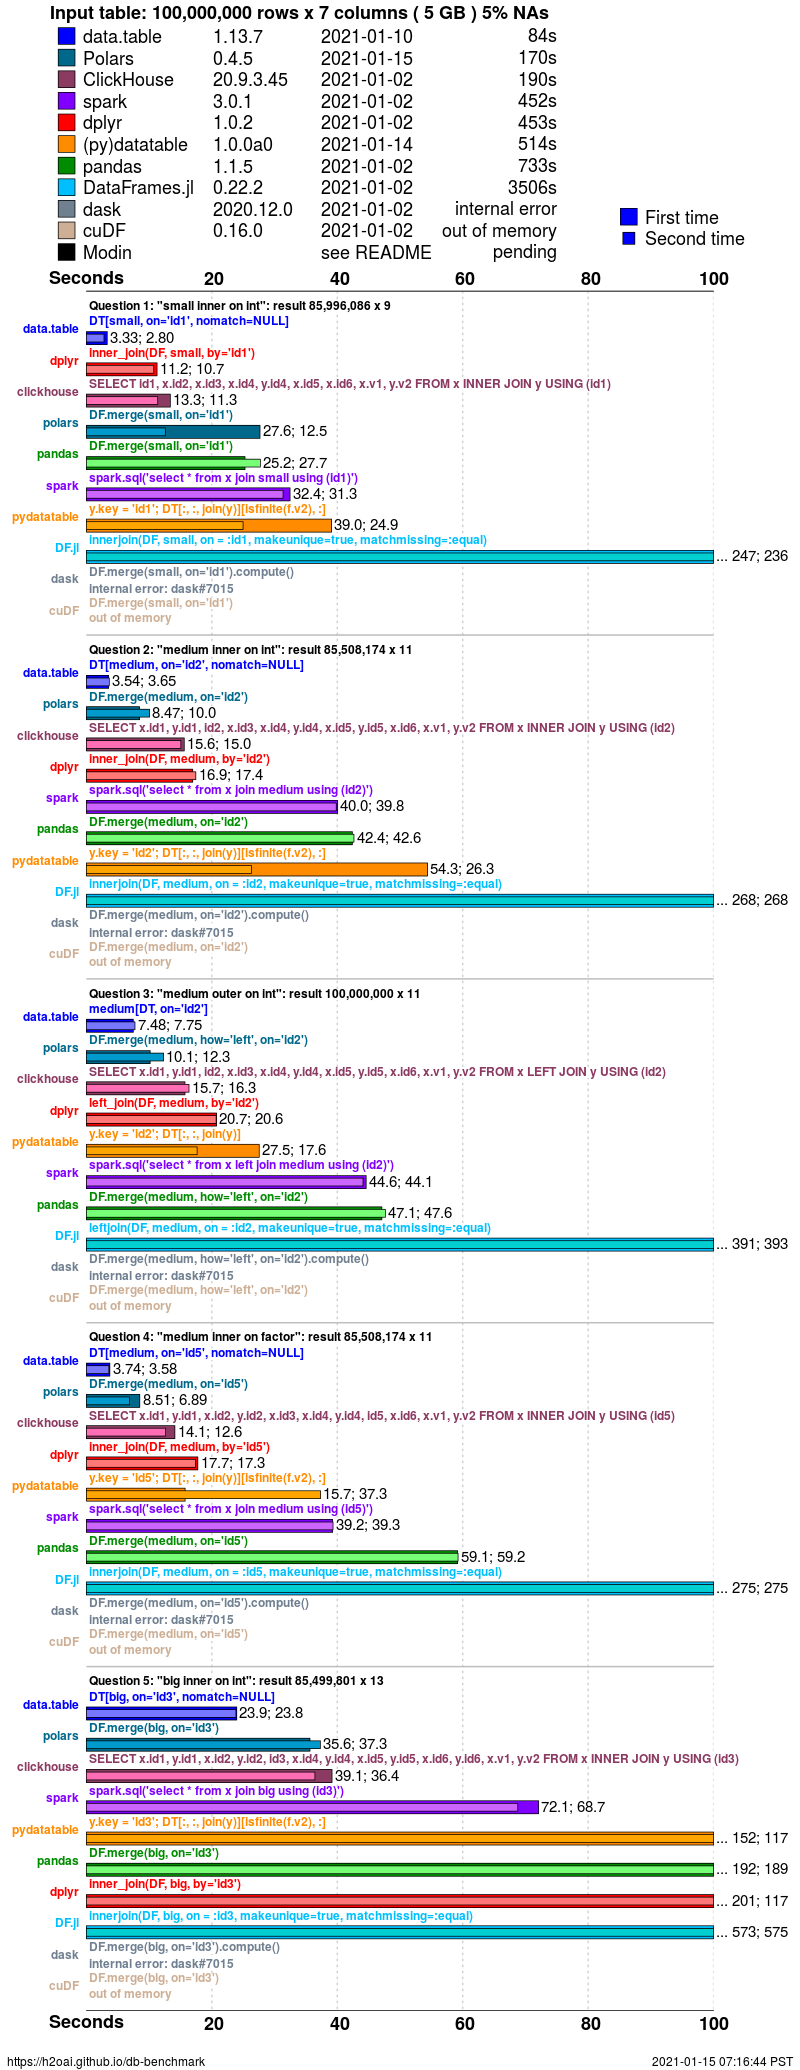 Input table: 100,000,000 rows x 7 columns ( 5 GB ) 5% NAs
data.table 1.13.7 2021-01-10 84s
Polars 0.4.5 2021-01-15 170s
ClickHouse 20.9.3.45 2021-01-02 190s
spark 3.0.1 2021-01-02 452s
dplyr 1.0.2 2021-01-02 453s
(py)datatable 1.0.0a0 2021-01-14 514s
pandas 1.1.5 2021-01-02 733s
DataFrames.jl 0.22.2 2021-01-02 3506s
dask 2020.12.0 2021-01-02 internal error
cuDF 0.16.0 2021-01-02 out of memory
Modin see README pending
First time
Second time
Seconds 20 40 60 80 100
Question 1: "small inner on int": result 85,996,086 x 9
DT[small, on='id1', nomatch=NULL]
data.table 3.33; 2.80
inner_join(DF, small, by='id1')
dplyr 11.2; 10.7
SELECT id1, x.id2, x.id3, x.id4, y.id4, x.id5, x.id6, x.v1, y.v2 FROM x INNER JOIN y USING (id1)
clickhouse 13.3; 11.3
DF.merge(small, on='id1')
polars 27.6; 12.5
DF.merge(small, on='id1')
pandas 25.2; 27.7
spark.sql('select * from x join small using (id1)')
spark 32.4; 31.3
y.key = 'id1'; DT[:, :, join(y)][isfinite(f.v2), :]
pydatatable 39.0; 24.9
innerjoin(DF, small, on = :id1, makeunique=true, matchmissing=:equal)
DF.jl ... 247; 236
DF.merge(small, on='id1').compute()
dask internal error: dask#7015
DF.merge(small, on='id1')
cuDF out of memory
Question 2: "medium inner on int": result 85,508,174 x 11
DT[medium, on='id2', nomatch=NULL]
data.table 3.54; 3.65
DF.merge(medium, on='id2')
polars 8.47; 10.0
SELECT x.id1, y.id1, id2, x.id3, x.id4, y.id4, x.id5, y.id5, x.id6, x.v1, y.v2 FROM x INNER JOIN y USING (id2)
clickhouse 15.6; 15.0
inner_join(DF, medium, by='id2')
dplyr 16.9; 17.4
spark.sql('select * from x join medium using (id2)')
spark 40.0; 39.8
DF.merge(medium, on='id2')
pandas 42.4; 42.6
y.key = 'id2'; DT[:, :, join(y)][isfinite(f.v2), :]
pydatatable 54.3; 26.3
innerjoin(DF, medium, on = :id2, makeunique=true, matchmissing=:equal)
DF.jl ... 268; 268
DF.merge(medium, on='id2').compute()
dask internal error: dask#7015
DF.merge(medium, on='id2')
cuDF out of memory
Question 3: "medium outer on int": result 100,000,000 x 11
medium[DT, on='id2']
data.table 7.48; 7.75
DF.merge(medium, how='left', on='id2')
polars 10.1; 12.3
SELECT x.id1, y.id1, id2, x.id3, x.id4, y.id4, x.id5, y.id5, x.id6, x.v1, y.v2 FROM x LEFT JOIN y USING (id2)
clickhouse 15.7; 16.3
left_join(DF, medium, by='id2')
dplyr 20.7; 20.6
y.key = 'id2'; DT[:, :, join(y)]
pydatatable 27.5; 17.6
spark.sql('select * from x left join medium using (id2)')
spark 44.6; 44.1
DF.merge(medium, how='left', on='id2')
pandas 47.1; 47.6
leftjoin(DF, medium, on = :id2, makeunique=true, matchmissing=:equal)
DF.jl ... 391; 393
DF.merge(medium, how='left', on='id2').compute()
dask internal error: dask#7015
DF.merge(medium, how='left', on='id2')
cuDF out of memory
Question 4: "medium inner on factor": result 85,508,174 x 11
DT[medium, on='id5', nomatch=NULL]
data.table 3.74; 3.58
DF.merge(medium, on='id5')
polars 8.51; 6.89
SELECT x.id1, y.id1, x.id2, y.id2, x.id3, x.id4, y.id4, id5, x.id6, x.v1, y.v2 FROM x INNER JOIN y USING (id5)
clickhouse 14.1; 12.6
inner_join(DF, medium, by='id5')
dplyr 17.7; 17.3
y.key = 'id5'; DT[:, :, join(y)][isfinite(f.v2), :]
pydatatable 15.7; 37.3
spark.sql('select * from x join medium using (id5)')
spark 39.2; 39.3
DF.merge(medium, on='id5')
pandas 59.1; 59.2
innerjoin(DF, medium, on = :id5, makeunique=true, matchmissing=:equal)
DF.jl ... 275; 275
DF.merge(medium, on='id5').compute()
dask internal error: dask#7015
DF.merge(medium, on='id5')
cuDF out of memory
Question 5: "big inner on int": result 85,499,801 x 13
DT[big, on='id3', nomatch=NULL]
data.table 23.9; 23.8
DF.merge(big, on='id3')
polars 35.6; 37.3
SELECT x.id1, y.id1, x.id2, y.id2, id3, x.id4, y.id4, x.id5, y.id5, x.id6, y.id6, x.v1, y.v2 FROM x INNER JOIN y USING (id3)
clickhouse 39.1; 36.4
spark.sql('select * from x join big using (id3)')
spark 72.1; 68.7
y.key = 'id3'; DT[:, :, join(y)][isfinite(f.v2), :]
pydatatable ... 152; 117
DF.merge(big, on='id3')
pandas ... 192; 189
inner_join(DF, big, by='id3')
dplyr ... 201; 117
innerjoin(DF, big, on = :id3, makeunique=true, matchmissing=:equal)
DF.jl ... 573; 575
DF.merge(big, on='id3').compute()
dask internal error: dask#7015
DF.merge(big, on='id3')
cuDF out of memory
Seconds 20 40 60 80 100
https://h2oai.github.io/db-benchmark 2021-01-15 07:16:44 PST